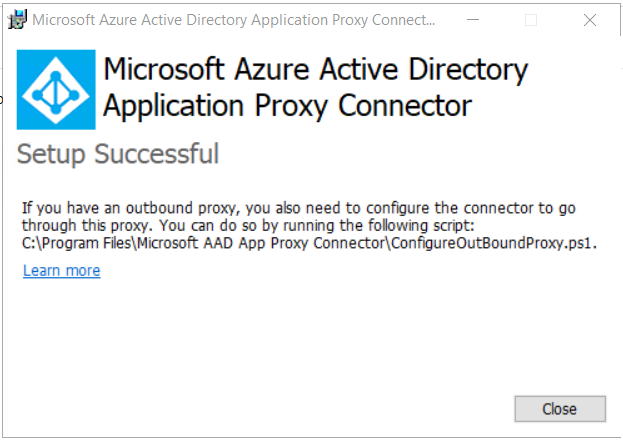 Microsoft Azure Active Directory Application Proxy Connect...
Microsoft Azure Active Directory
Application Proxy Connector
Setup Successful
If you have an outbound proxy, you also need to configure the connector to go
through this proxy. You can do so by running the following script:
C:\Program Files\Microsoft AAD App Proxy Connector\ConfigureOutBoundProxy.ps1.
Learn more
Close